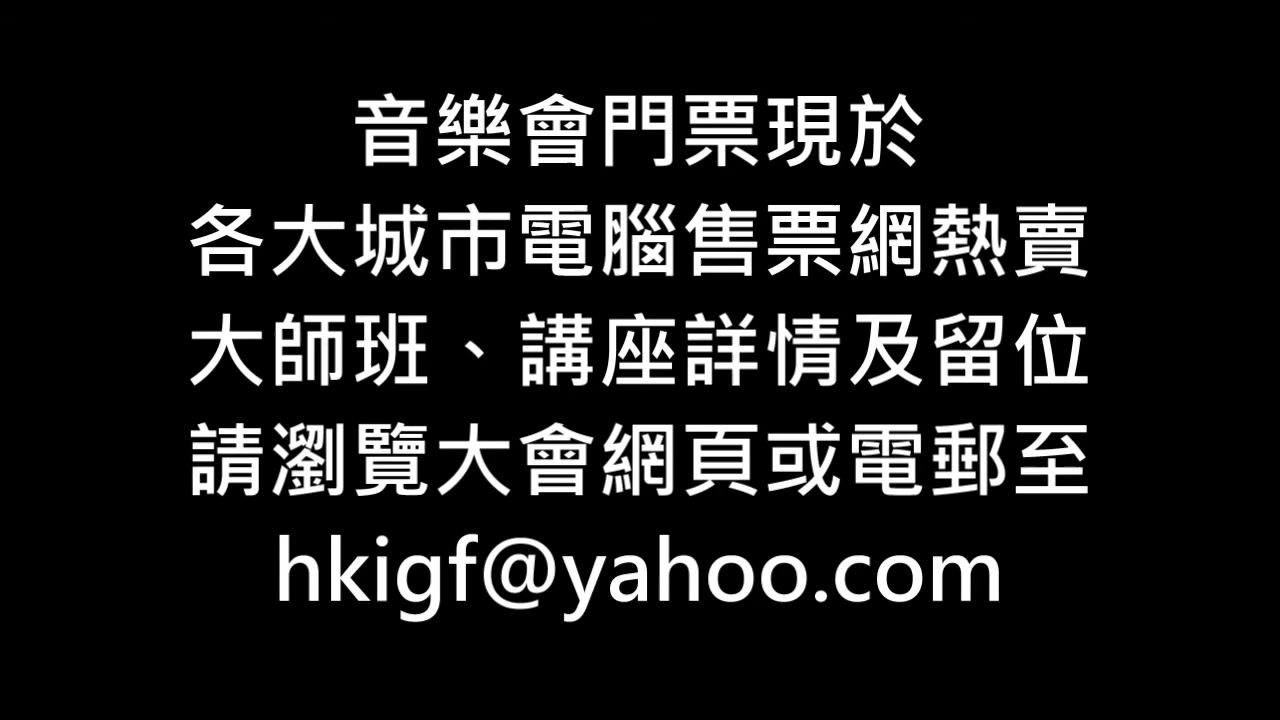 音樂會門票現於
各大城市電腦售票網熱賣
大師班、講座詳情及留位
請瀏覽大會網頁或電郵至
hkigf@yahoo.com